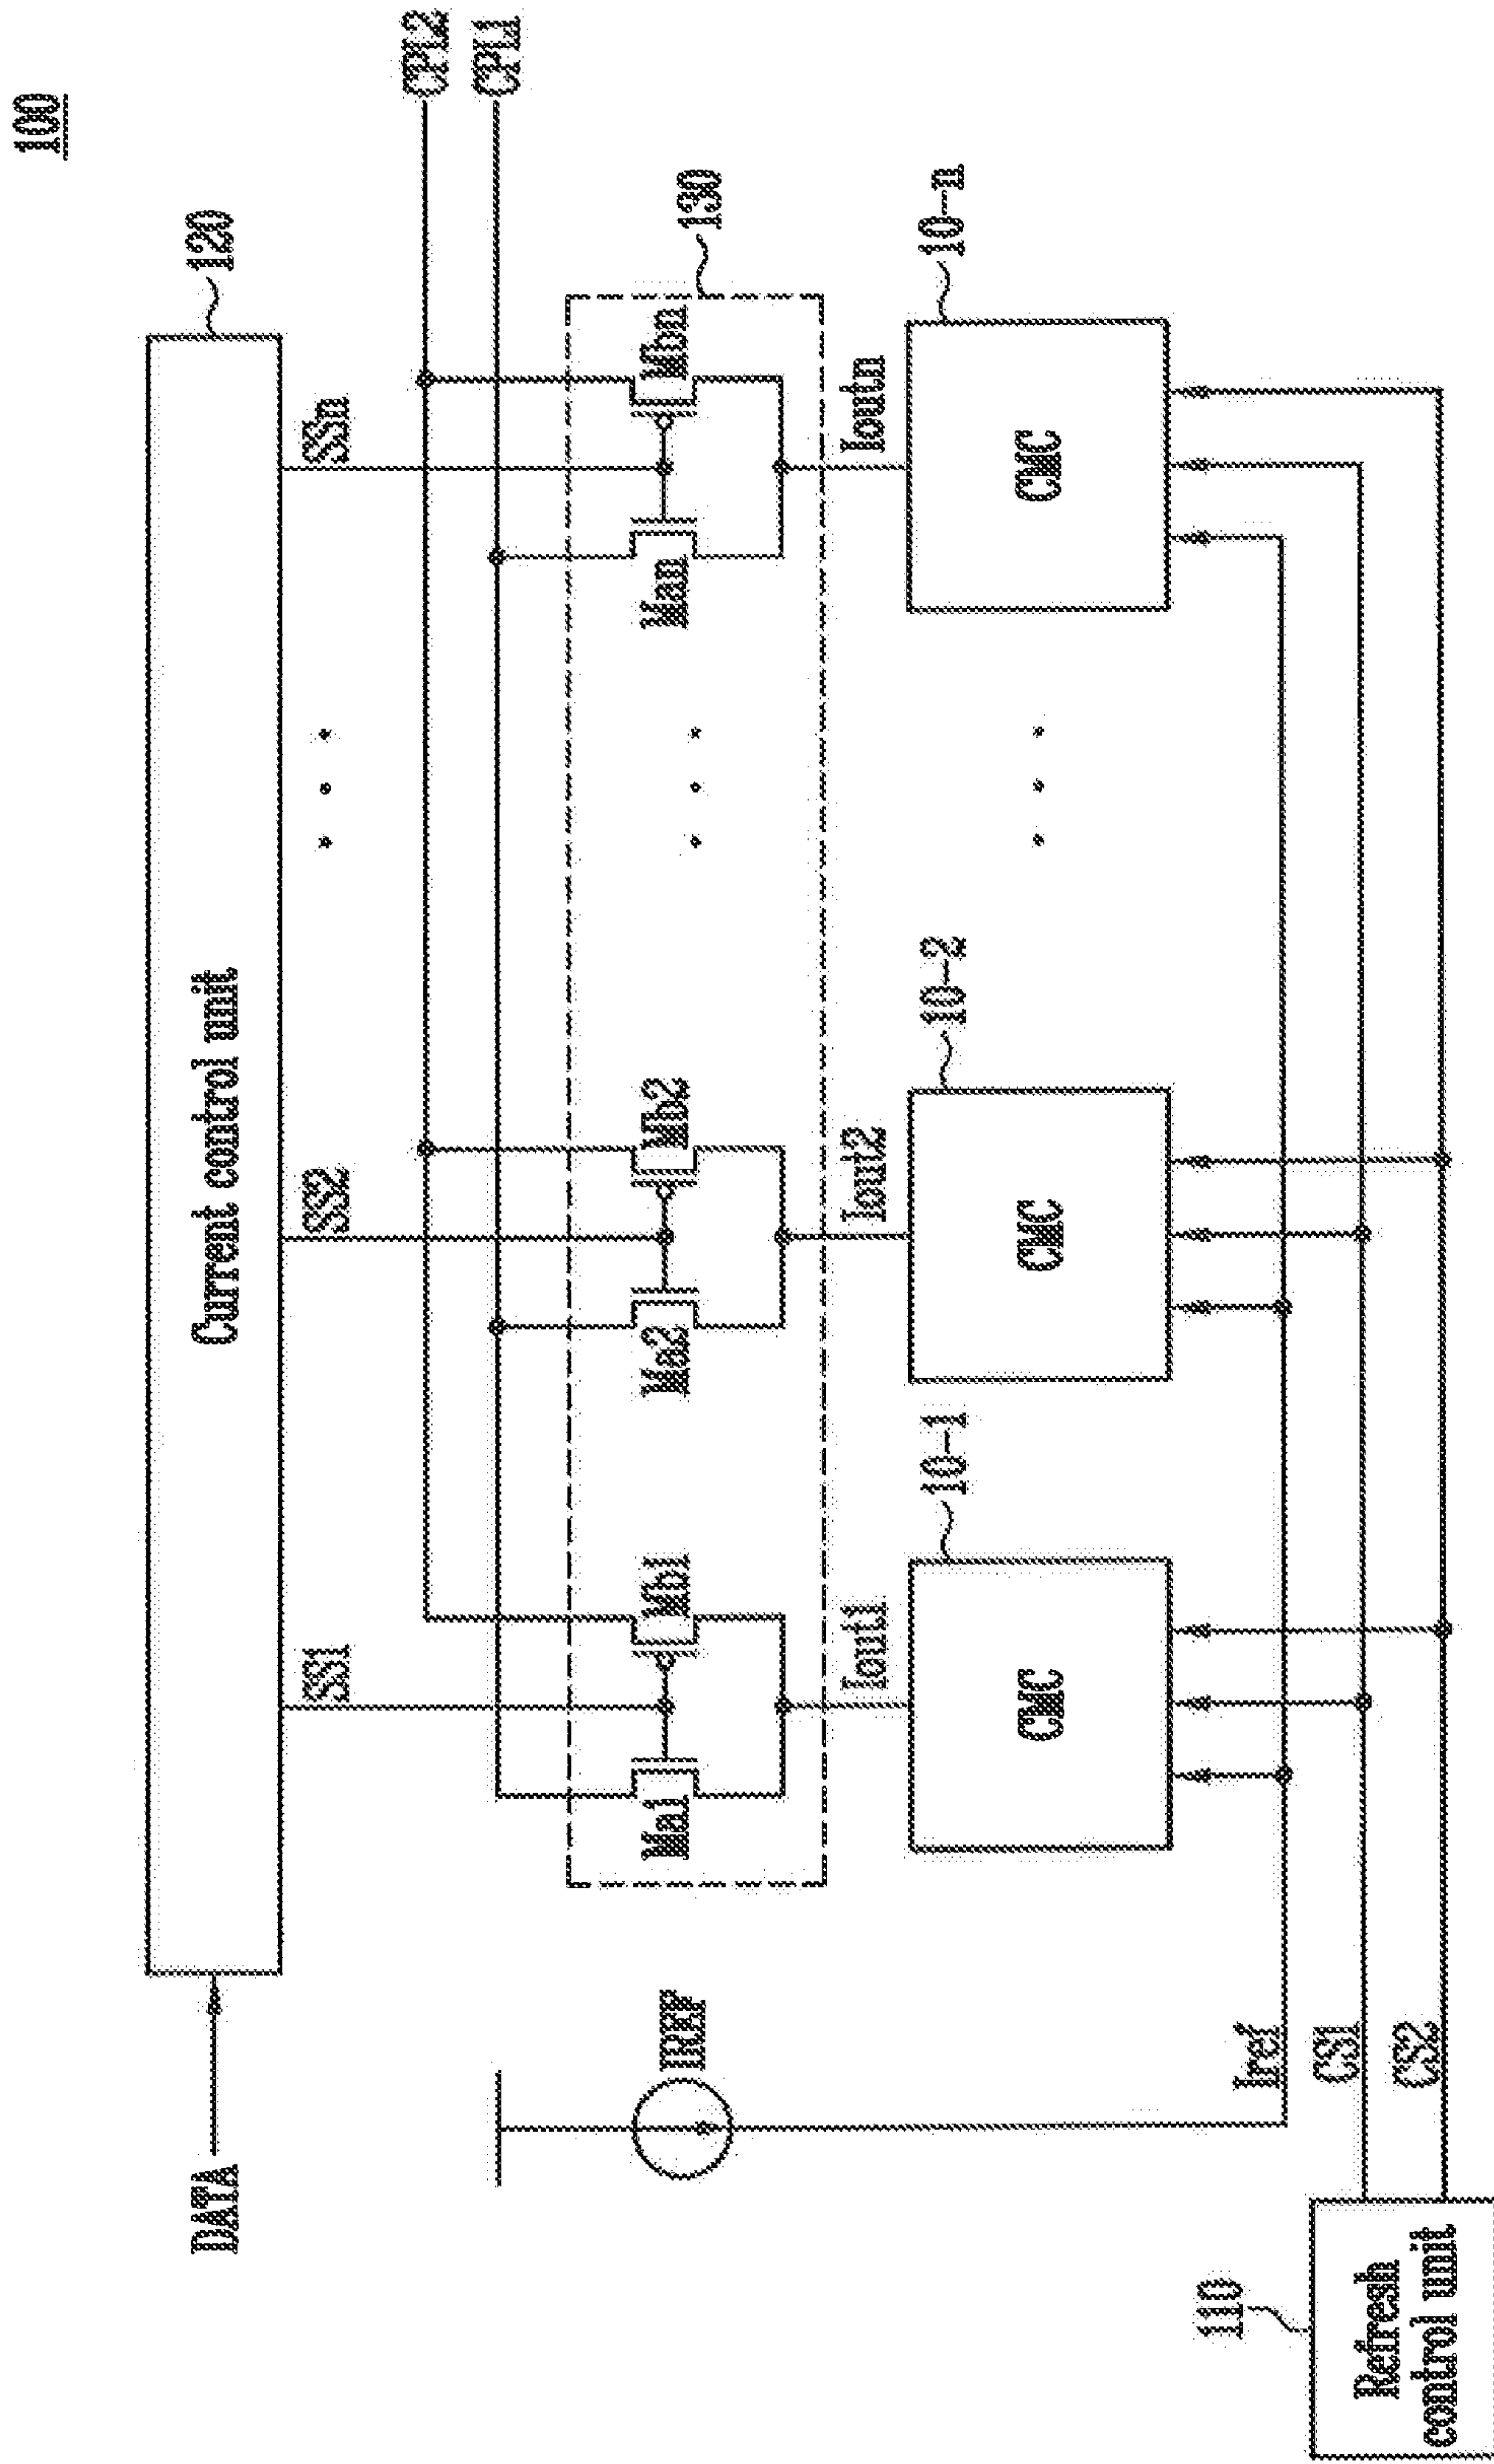 100
120
Current control unit
DATA
SS1
SS2
SSn
CPL2
CPL1
130
Ma1
Mb1
Ma2
Mb2
Man
Mbn
IREF
Iout1
Iout2
Ioutn
10-1
10-2
10-n
CMC
CMC
CMC
Iref
CS1
CS2
110
Refresh
control unit